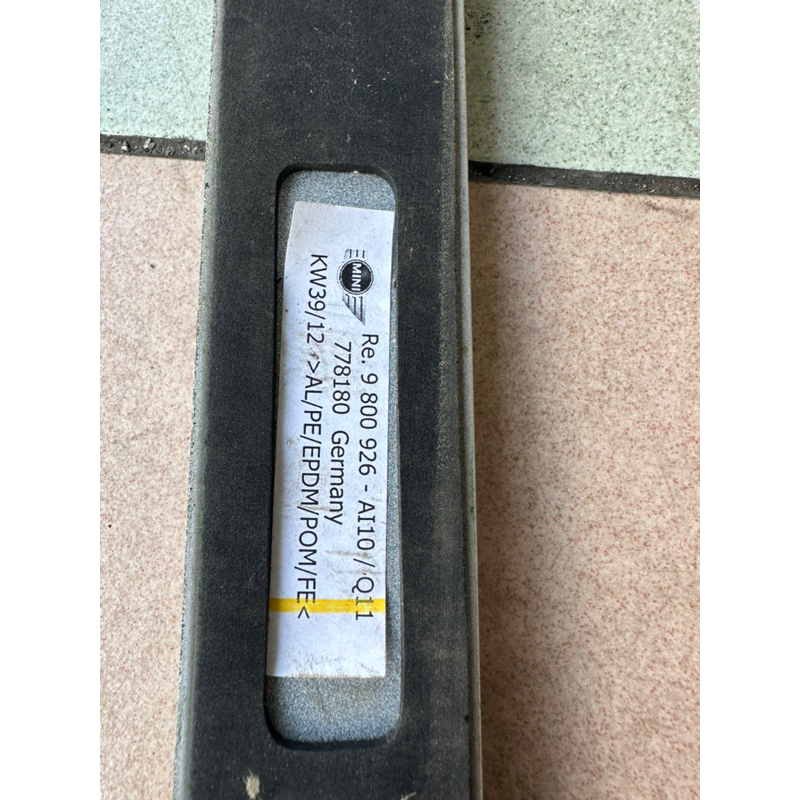 MINI
Re. 9 800 926 - AI10 / Q11
778180 Germany
KW39/12 >AL/PE/EPDM/POM/FE<